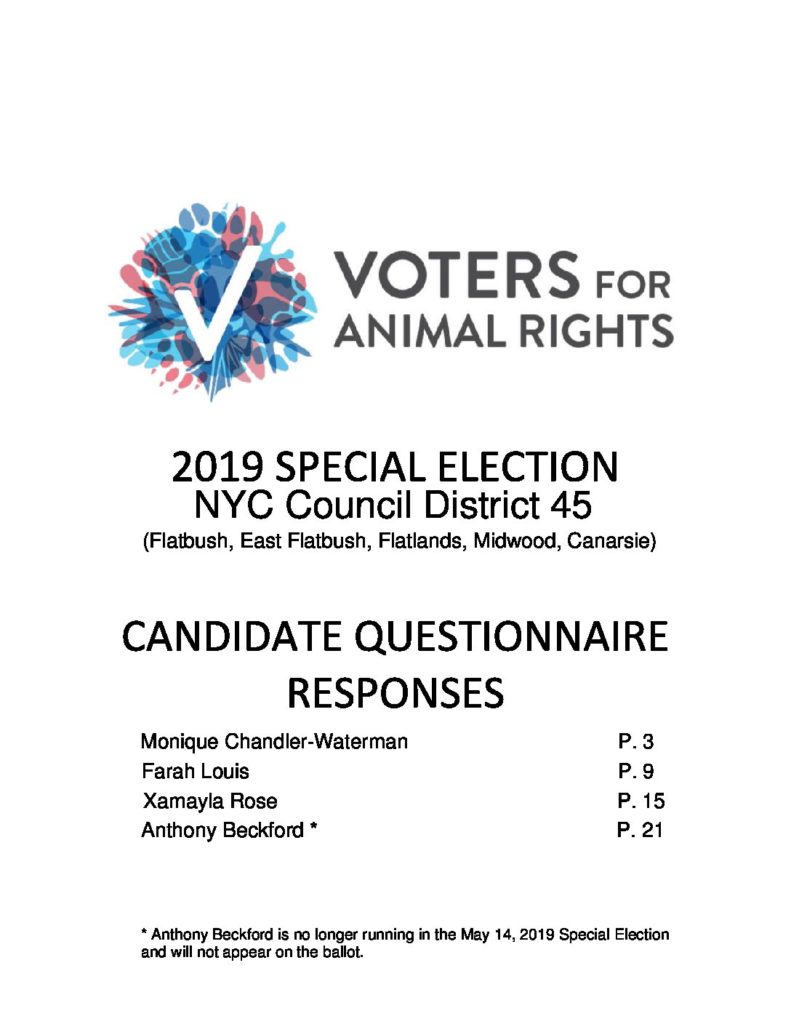 VOTERS FOR
ANIMAL RIGHTS
2019 SPECIAL ELECTION
NYC Council District 45
(Flatbush, East Flatbush, Flatlands, Midwood, Canarsie)
CANDIDATE QUESTIONNAIRE
RESPONSES
Monique Chandler-Waterman P. 3
Farah Louis P. 9
Xamayla Rose P. 15
Anthony Beckford * P. 21
* Anthony Beckford is no longer running in the May 14, 2019 Special Election
and will not appear on the ballot.